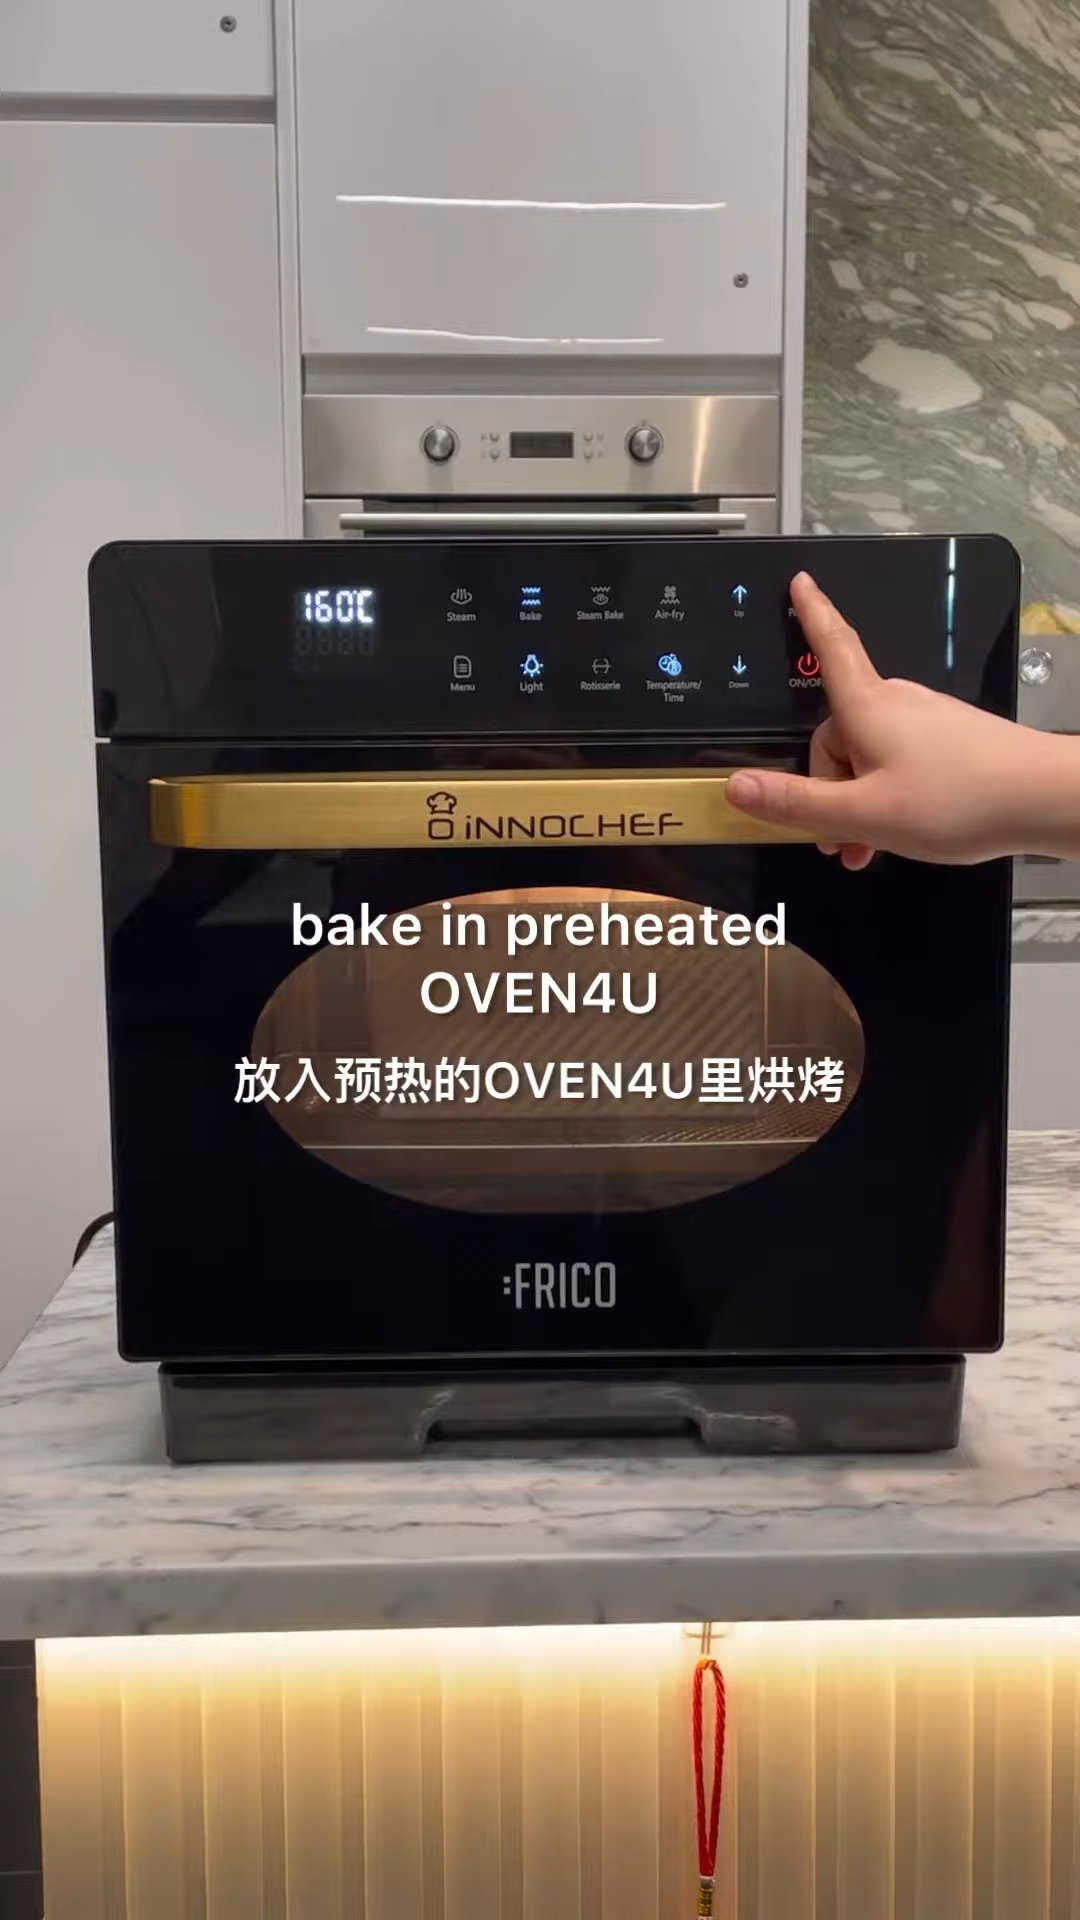 160℃
Steam
Bake
Steam Bake
Air-fry
Up
Menu
Light
Rotisserie
Temperature/
Time
Down
INNOCHEF
bake in preheated
OVEN4U
放入预热的OVEN4U里烘烤
:FRICO